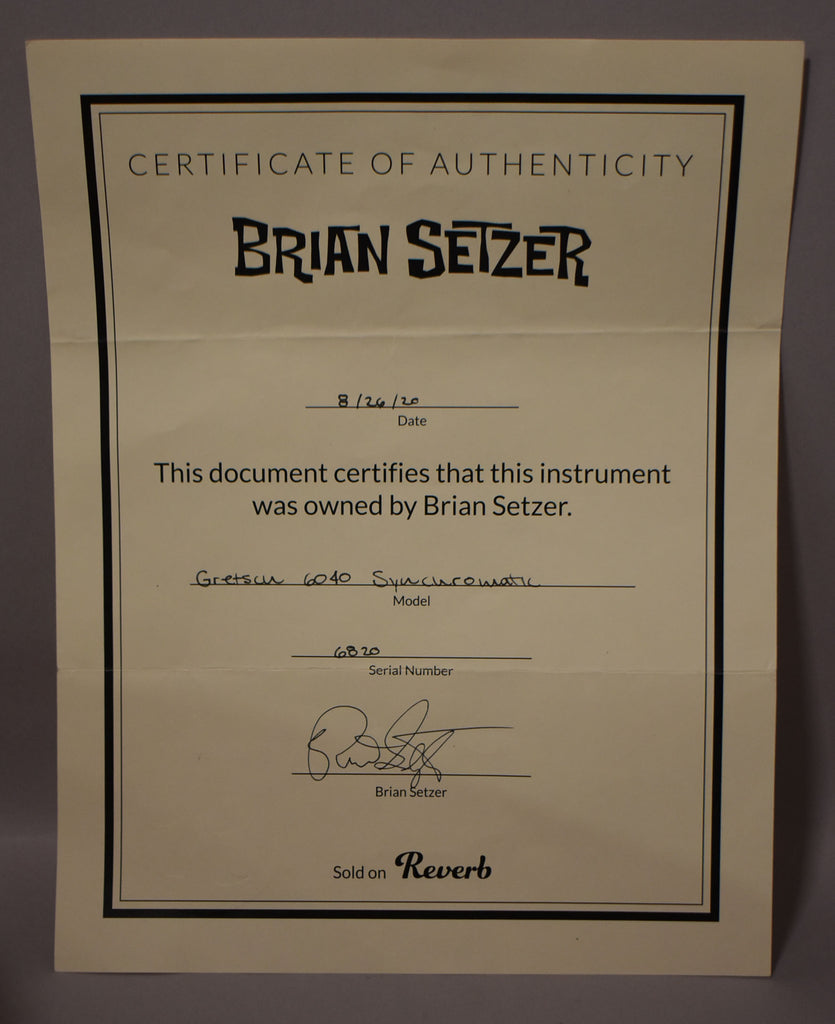 CERTIFICATE OF AUTHENTICITY
BRIAN SETZER
8/26/20
Date
This document certifies that this instrument
was owned by Brian Setzer.
Gretsch 6040 Synchromatic
Model
6820
Serial Number
Brian Setzer
Sold on Reverb